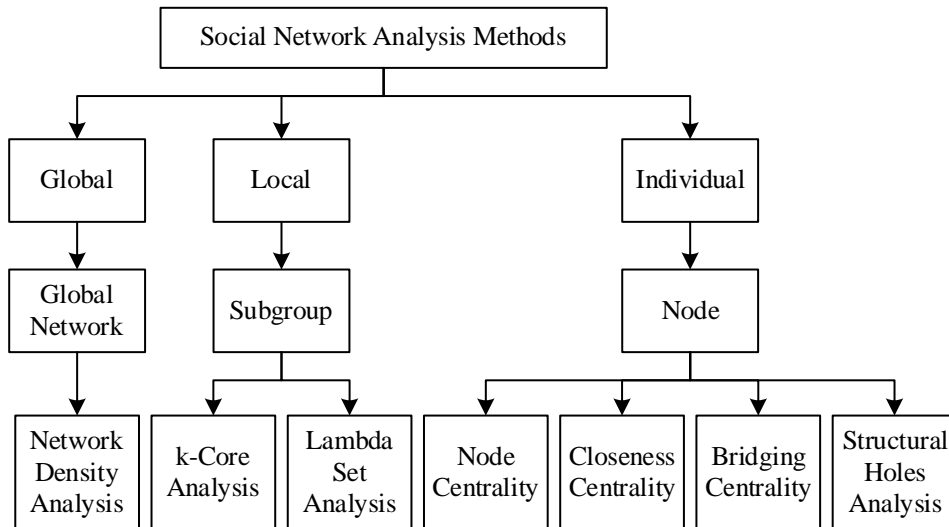 Social Network Analysis Methods
Global
Local
Individual
Global
Network
Subgroup
Node
Network
Density
Analysis
k-Core
Analysis
Lambda
Set
Analysis
Node
Centrality
Closeness
Centrality
Bridging
Centrality
Structural
Holes
Analysis